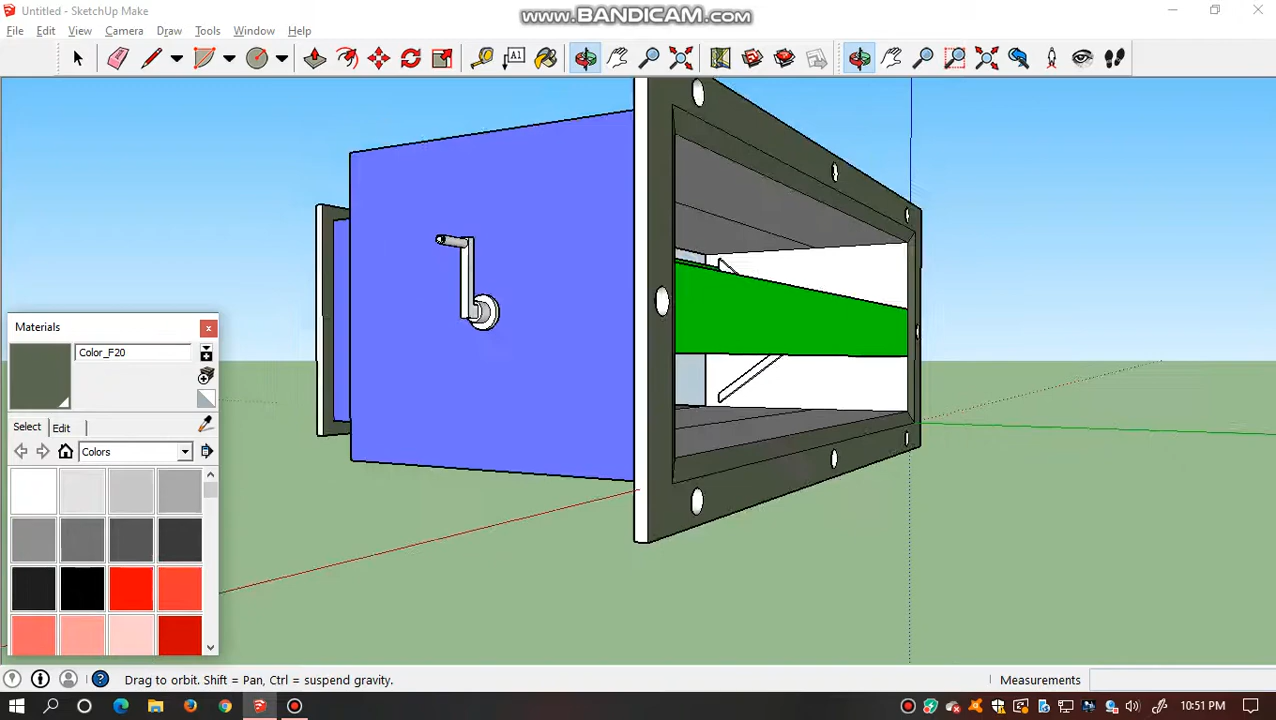 Untitled - SketchUp Make
www.BANDICAM.com
File Edit View Camera Draw Tools Window Help
A1
Materials
x
Color_F20
Select Edit
Colors
Drag to orbit. Shift = Pan, Ctrl = suspend gravity.
Measurements
10:51 PM